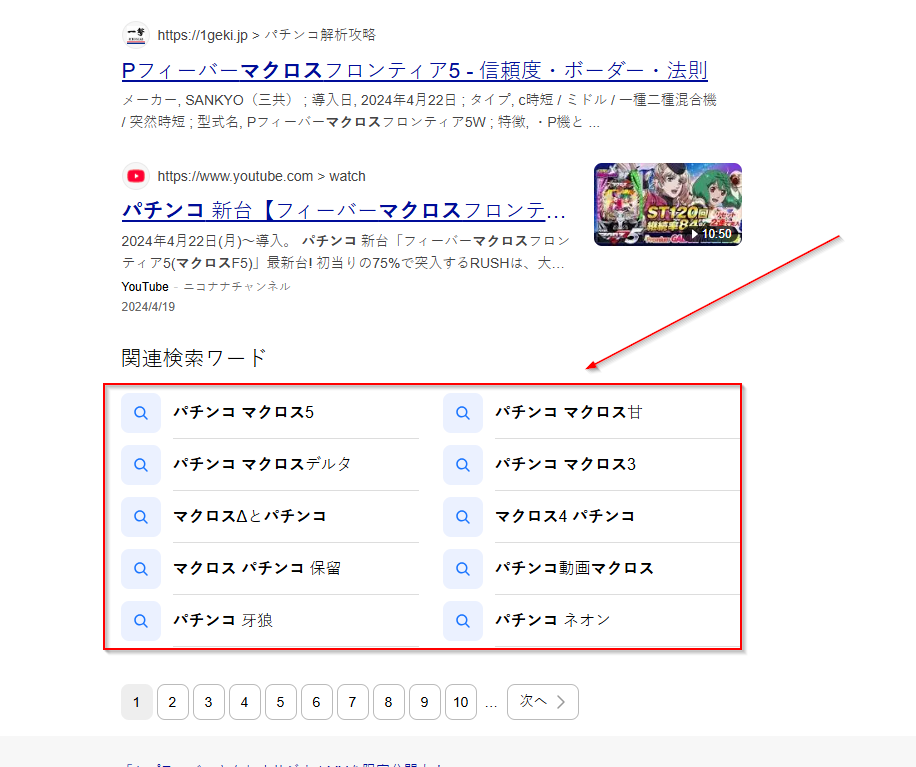 https://1geki.jp > パチンコ解析攻略
Pフィーバーマクロスフロンティア5 - 信頼度・ボーダー・法則
メーカー, SANKYO（三共） ; 導入日, 2024年4月22日 ; タイプ, c時短 / ミドル / 一種二種混合機
/ 突然時短 ; 型式名, Pフィーバーマクロスフロンティア5W ; 特徴, ・P機と ...
https://www.youtube.com > watch
パチンコ 新台【フィーバーマクロスフロンテ...
2024年4月22日(月)～導入。 パチンコ 新台「フィーバーマクロスフロン
ティア5(マクロスF5)」最新台! 初当りの75%で突入するRUSHは、大...
YouTube - ニコナナチャンネル
2024/4/19
ST120回
継続率84
10:50
関連検索ワード
パチンコ マクロス5
パチンコ マクロス甘
パチンコ マクロスデルタ
パチンコ マクロス3
マクロスΔとパチンコ
マクロス4 パチンコ
マクロス パチンコ 保留
パチンコ動画マクロス
パチンコ 牙狼
パチンコ ネオン
1 2 3 4 5 6 7 8 9 10 ... 次へ